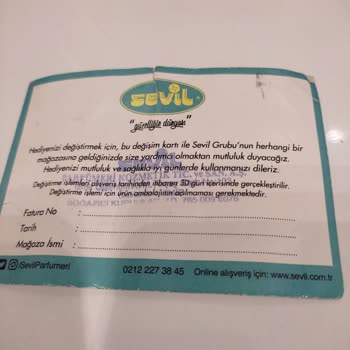 SEVİL
"güzelliğin dünyası"
Hediyenizi değiştirmek için, bu değişim kartı ile Sevil Grubu'nun herhangi bir
mağazasına geldiğinizde size yardımcı olmaktan mutluluk duyacağız.
Hediyenizi mutluluk ve sağlıkla iyi günlerde kullanmanızı dileriz.
Değiştirme işlemleri alışveriş tarihinden itibaren 30 gün içerisinde gerçekleştirilir.
Değiştirme işlemi için ürün ambalajının açılmaması gerekmektedir.
Fatura No :
Tarih :
Mağaza İsmi :
/SevilParfumeri 0212 227 38 45 Online alışveriş için: www.sevil.com.tr